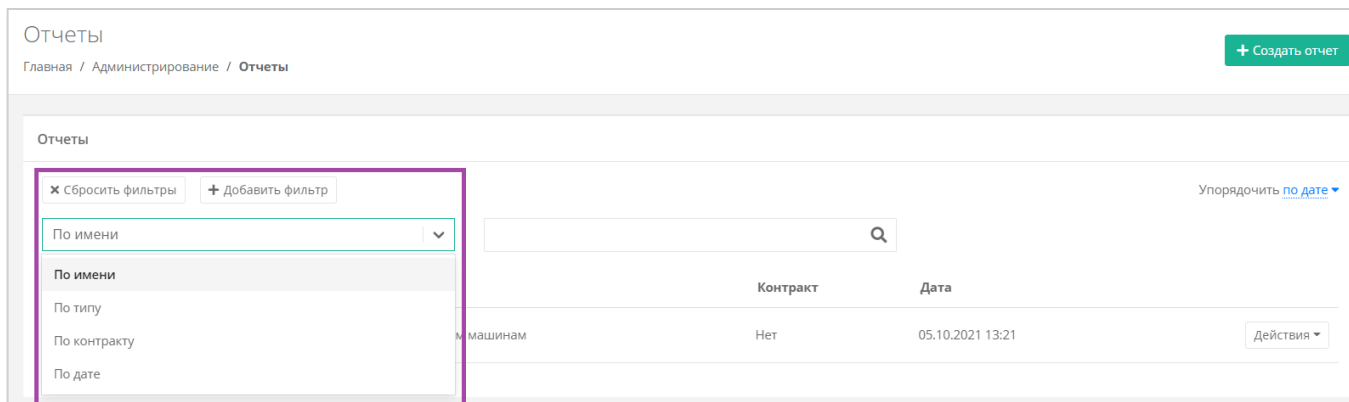 Отчеты
+ Создать отчет
Главная / Администрирование / Отчеты
Отчеты
Сбросить фильтры + Добавить фильтр Упорядочить по дате
По имени
По имени
Контракт Дата
По типу
машинам Нет 05.10.2021 13:21 Действия
По контракту
По дате